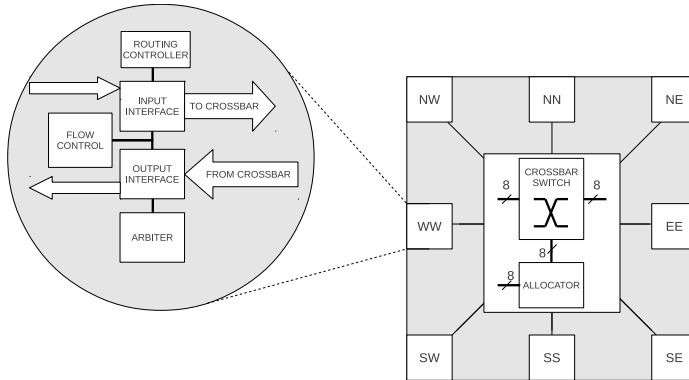 ROUTING
CONTROLLER
INPUT
INTERFACE
TO CROSSBAR
FLOW
CONTROL
OUTPUT
INTERFACE
FROM CROSSBAR
ARBITER
NW
NN
NE
CROSSBAR
SWITCH
8
8
WW
EE
8
8
ALLOCATOR
SW
SS
SE